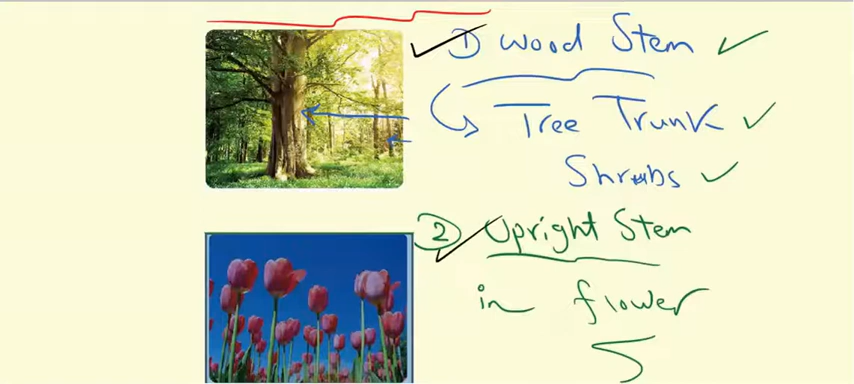 1) Wood Stem
Tree Trunk
Shrubs
2 Upright Stem
in flower